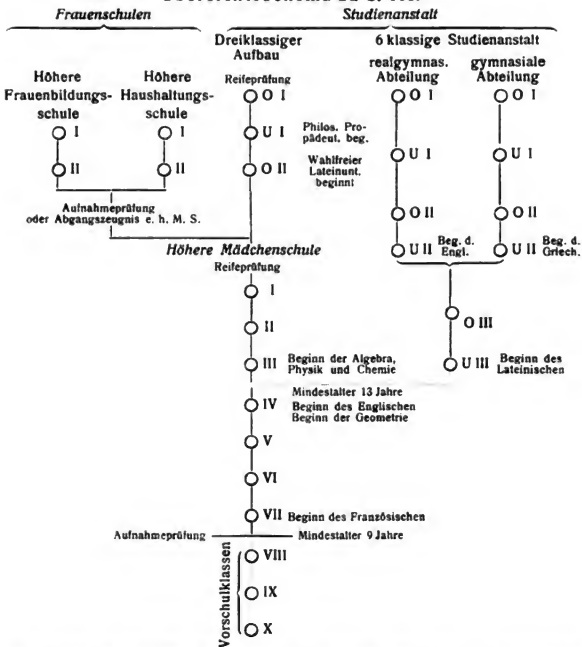 Frauenschulen
Studienanstalt
Höhere
Frauenbildungs-
schule
I
II
Höhere
Haushaltungs-
schule
I
II
Aufnahmeprüfung
oder Abgangszeugnis e. h. M. S.
Dreiklassiger
Aufbau
Reifeprüfung
O I
U I
Philos. Pro-
pädeut. beg.
O II
Wahlfreier
Lateinunt.
beginnt
6 klassige Studienanstalt
realgymnas.
Abteilung
O I
U I
O II
U II Beg. d.
Engl.
gymnasiale
Abteilung
O I
U I
O II
U II Beg. d.
Griech.
O III
U III Beginn des
Lateinischen
Höhere Mädchenschule
Reifeprüfung
I
II
III Beginn der Algebra,
Physik und Chemie
Mindestalter 13 Jahre
IV Beginn des Englischen
Beginn der Geometrie
V
VI
VII Beginn des Französischen
Aufnahmeprüfung Mindestalter 9 Jahre
Vorschulklassen
VIII
IX
X